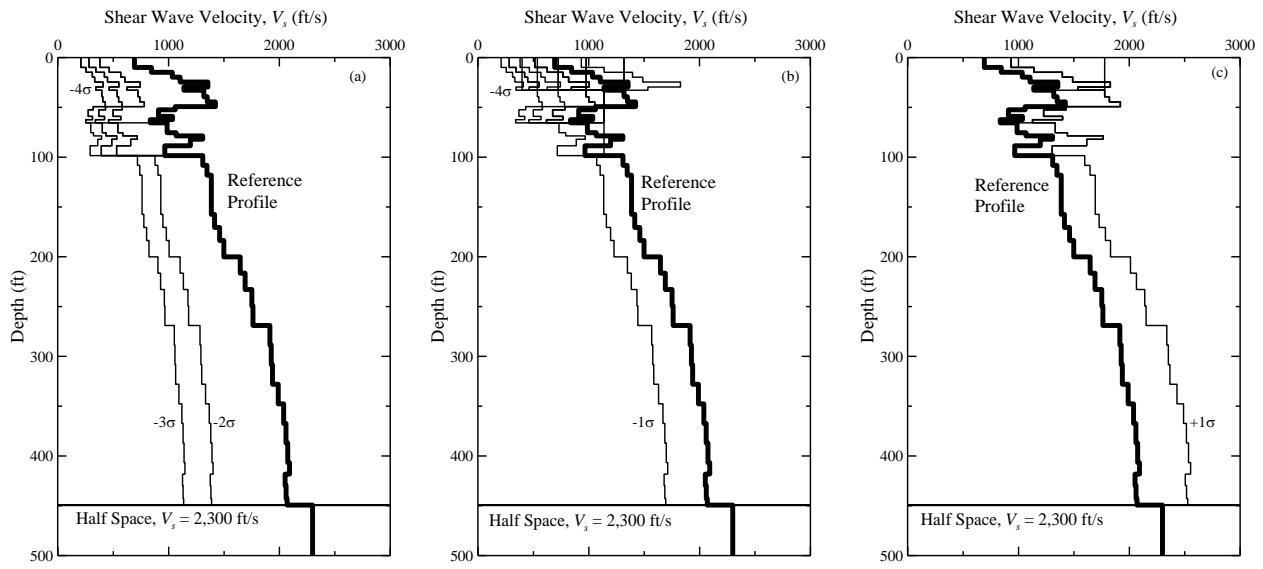 Shear Wave Velocity, Vs (ft/s)
0 1000 2000 3000
0
100
200
300
400
500
Depth (ft)
(a)
-4σ
Reference
Profile
-3σ
-2σ
Half Space, Vs = 2,300 ft/s
Shear Wave Velocity, Vs (ft/s)
0 1000 2000 3000
0
100
200
300
400
500
Depth (ft)
(b)
-4σ
Reference
Profile
-1σ
Half Space, Vs = 2,300 ft/s
Shear Wave Velocity, Vs (ft/s)
0 1000 2000 3000
0
100
200
300
400
500
Depth (ft)
(c)
Reference
Profile
+1σ
Half Space, Vs = 2,300 ft/s